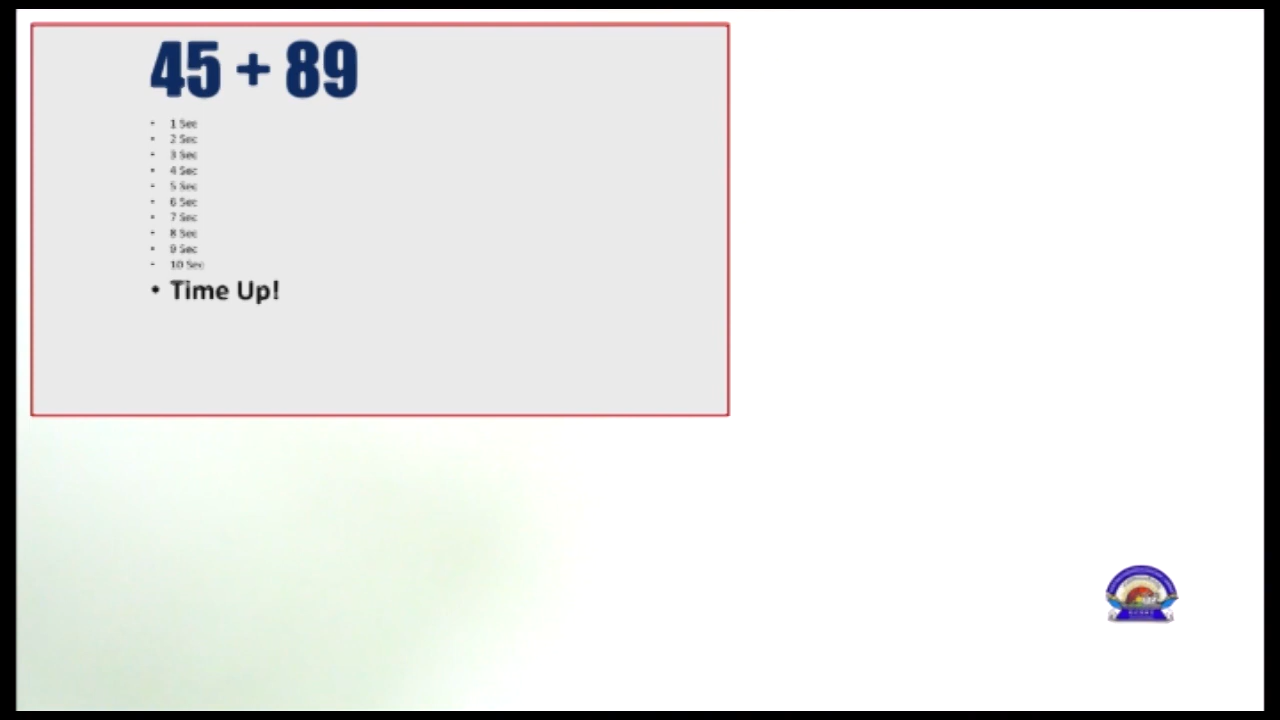 45 + 89
• 1 Sec
• 2 Sec
• 3 Sec
• 4 Sec
• 5 Sec
• 6 Sec
• 7 Sec
• 8 Sec
• 9 Sec
• 10 Sec
• Time Up!